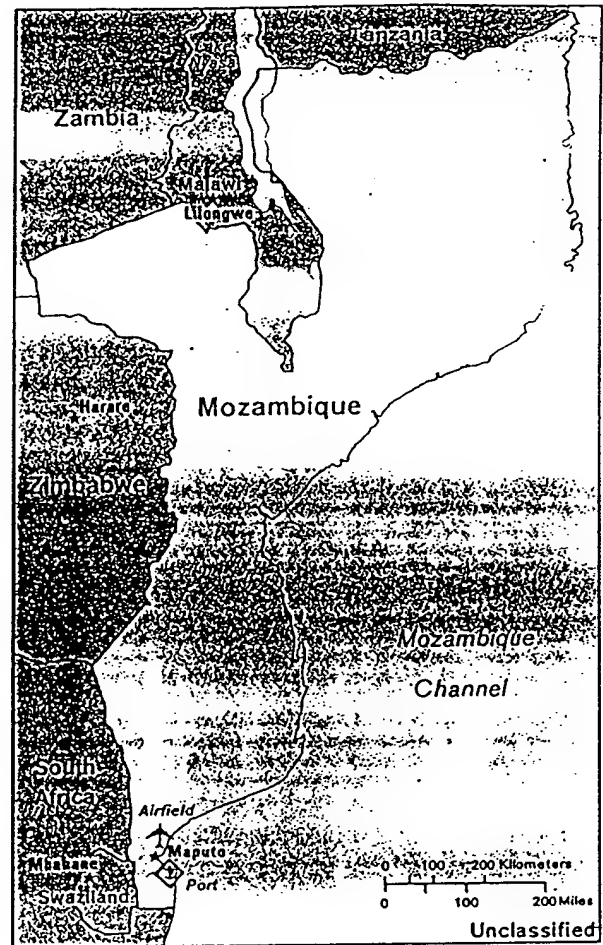 Tanzania
Zambia
Malawi
Lilongwe
Harare
Mozambique
Zimbabwe
Mozambique
Channel
South
Africa
Airfield
Maputo
Mbabane
Port
Swaziland
0 100 200 Kilometers
0 100 200 Miles
Unclassified